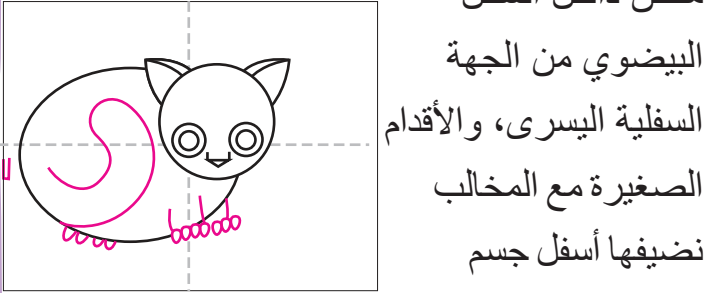 البيضوي من الجهة
السفلية اليسرى، والأقدام
الصغيرة مع المخالب
نضيفها أسفل جسم